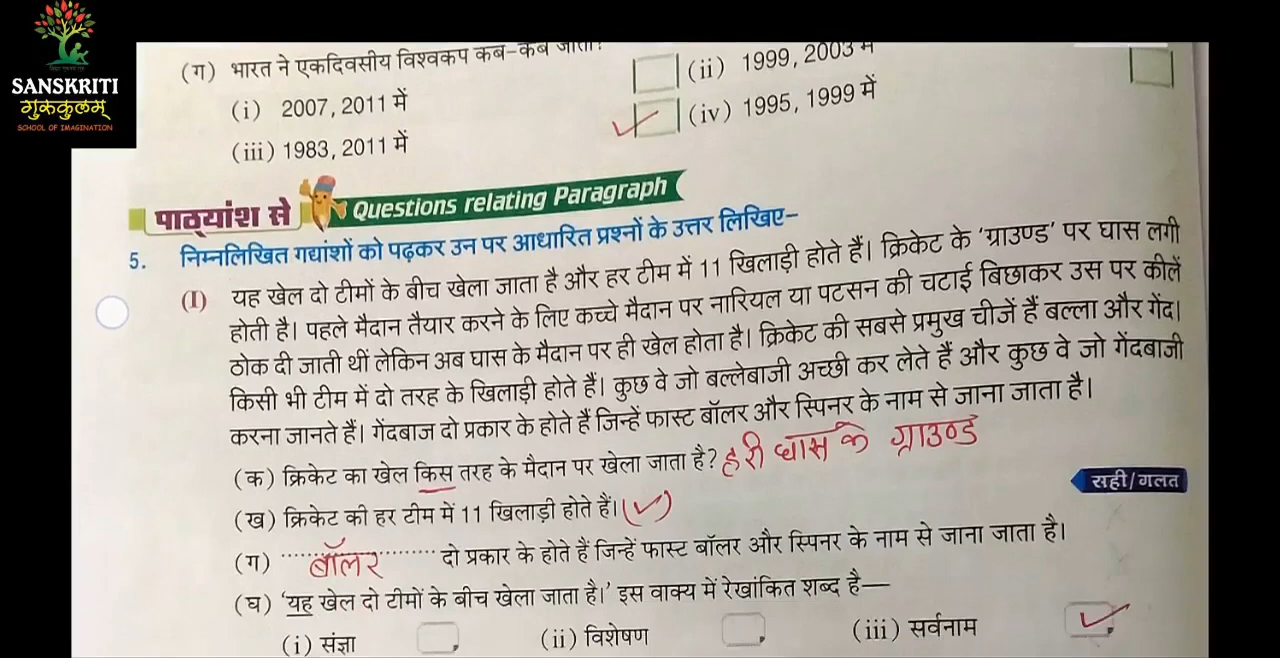 SANSKRITI
गुरुकुलम्
SCHOOL OF IMAGINATION
(ग) भारत ने एकदिवसीय विश्वकप कब-कब जीता?
(i) 2007, 2011 में (ii) 1999, 2003 में
(iii) 1983, 2011 में ✓ (iv) 1995, 1999 में
पाठ्यांश से Questions relating Paragraph
5. निम्नलिखित गद्यांशों को पढ़कर उन पर आधारित प्रश्नों के उत्तर लिखिए–
(I) यह खेल दो टीमों के बीच खेला जाता है और हर टीम में 11 खिलाड़ी होते हैं। क्रिकेट के 'ग्राउण्ड' पर घास लगी
होती है। पहले मैदान तैयार करने के लिए कच्चे मैदान पर नारियल या पटसन की चटाई बिछाकर उस पर कीलें
ठोक दी जाती थीं लेकिन अब घास के मैदान पर ही खेल होता है। क्रिकेट की सबसे प्रमुख चीजें हैं बल्ला और गेंद।
किसी भी टीम में दो तरह के खिलाड़ी होते हैं। कुछ वे जो बल्लेबाजी अच्छी कर लेते हैं और कुछ वे जो गेंदबाजी
करना जानते हैं। गेंदबाज दो प्रकार के होते हैं जिन्हें फास्ट बॉलर और स्पिनर के नाम से जाना जाता है।
(क) क्रिकेट का खेल किस तरह के मैदान पर खेला जाता है? हरी घास के ग्राउण्ड
(ख) क्रिकेट की हर टीम में 11 खिलाड़ी होते हैं। (✓) सही/गलत
(ग) बॉलर दो प्रकार के होते हैं जिन्हें फास्ट बॉलर और स्पिनर के नाम से जाना जाता है।
(घ) 'यह खेल दो टीमों के बीच खेला जाता है।' इस वाक्य में रेखांकित शब्द है—
(i) संज्ञा (ii) विशेषण (iii) सर्वनाम ✓